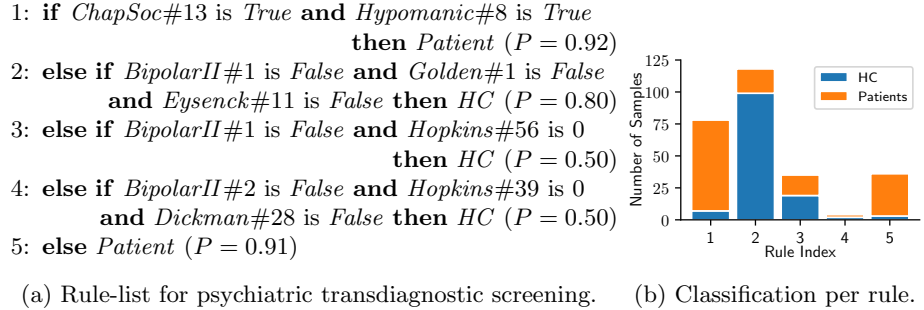 1: if ChapSoc#13 is True and Hypomanic#8 is True
then Patient (P = 0.92)
2: else if BipolarII#1 is False and Golden#1 is False
and Eysenck#11 is False then HC (P = 0.80)
3: else if BipolarII#1 is False and Hopkins#56 is 0
then HC (P = 0.50)
4: else if BipolarII#2 is False and Hopkins#39 is 0
and Dickman#28 is False then HC (P = 0.50)
5: else Patient (P = 0.91)
(a) Rule-list for psychiatric transdiagnostic screening.
Number of Samples
125
100
75
50
25
0
HC
Patients
1 2 3 4 5
Rule Index
(b) Classification per rule.